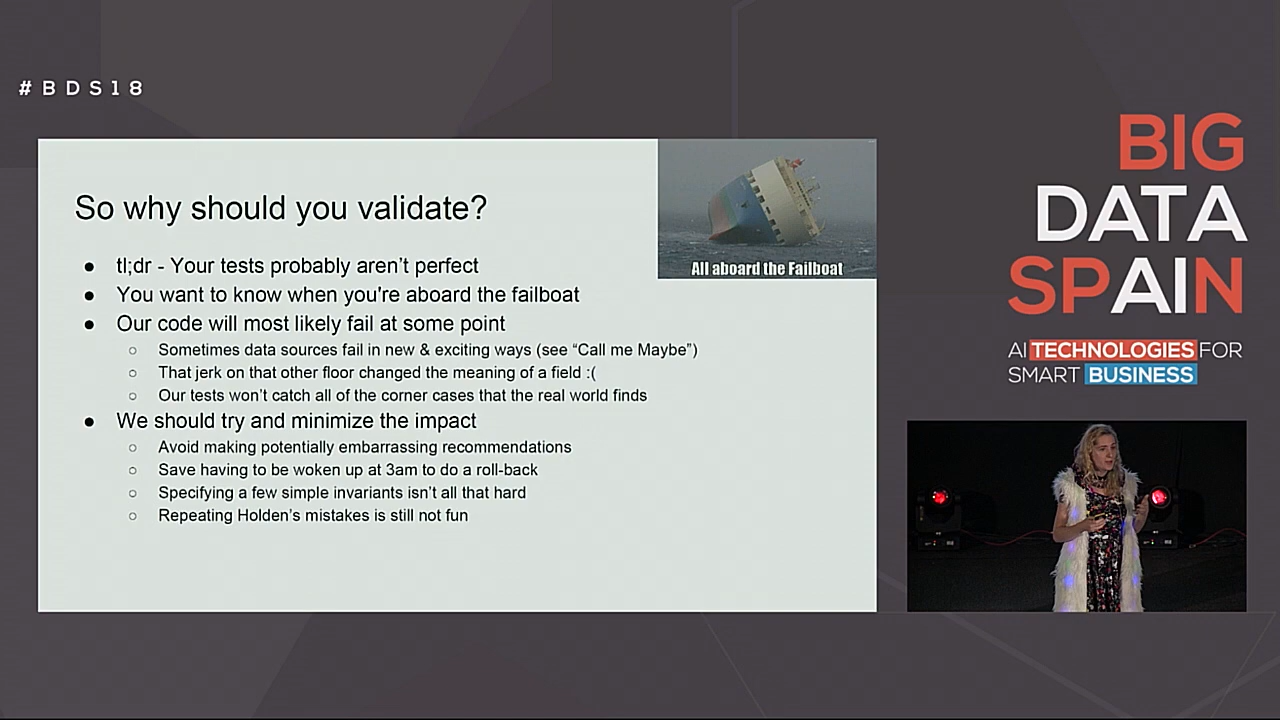 #BDS18
So why should you validate?
All aboard the Failboat
● tl;dr - Your tests probably aren’t perfect
● You want to know when you're aboard the failboat
● Our code will most likely fail at some point
○ Sometimes data sources fail in new & exciting ways (see “Call me Maybe”)
○ That jerk on that other floor changed the meaning of a field :(
○ Our tests won’t catch all of the corner cases that the real world finds
● We should try and minimize the impact
○ Avoid making potentially embarrassing recommendations
○ Save having to be woken up at 3am to do a roll-back
○ Specifying a few simple invariants isn’t all that hard
○ Repeating Holden’s mistakes is still not fun
BIG
DATA
SPAIN
AI TECHNOLOGIES FOR
SMART BUSINESS